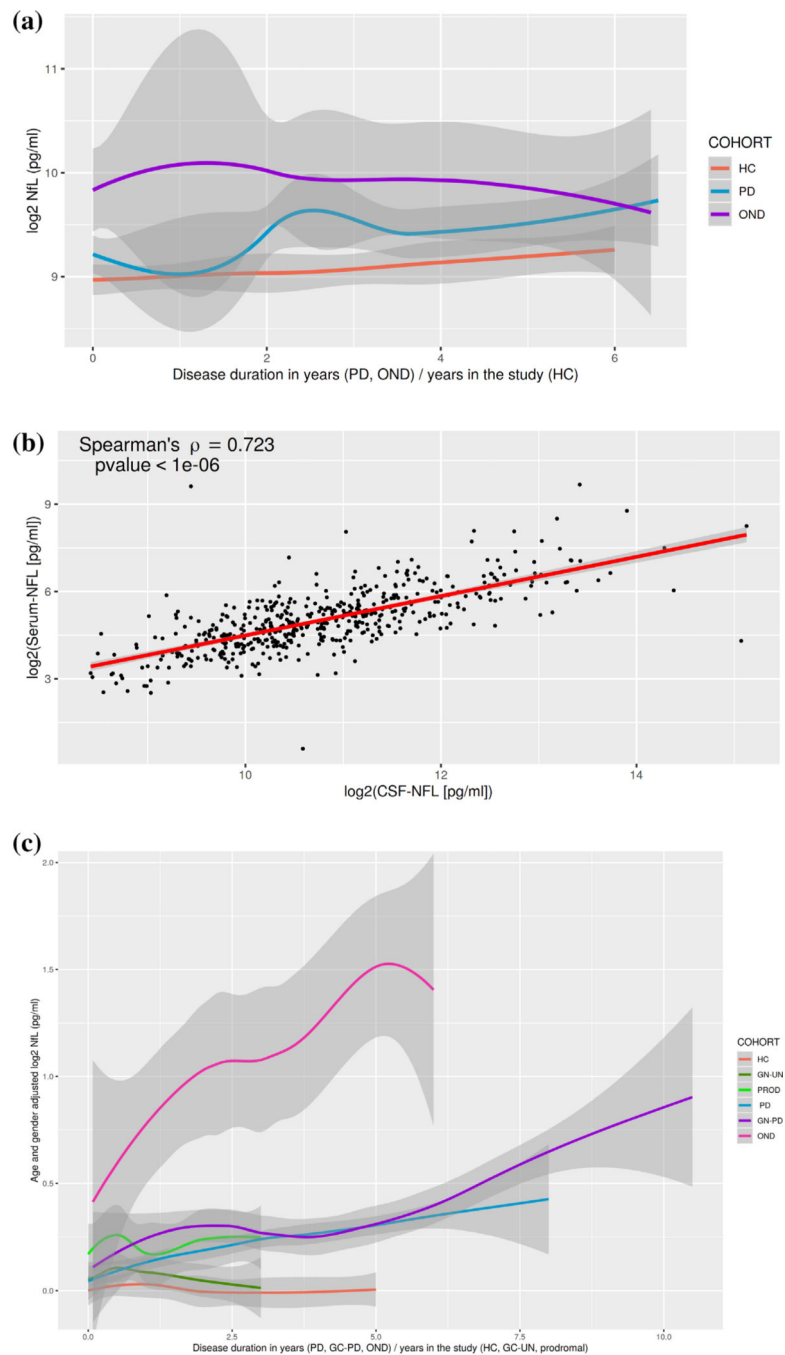 (a)
11
10
9
log2 NfL (pg/ml)
0
2
4
6
Disease duration in years (PD, OND) / years in the study (HC)
COHORT
HC
PD
OND
(b)
Spearman's ρ = 0.723
pvalue < 1e-06
9
6
3
log2(Serum-NFL [pg/ml])
10
12
14
log2(CSF-NFL [pg/ml])
(c)
2.0
1.5
1.0
0.5
0.0
Age and gender adjusted log2 NfL (pg/ml)
0.0
2.5
5.0
7.5
10.0
Disease duration in years (PD, GC-PD, OND) / years in the study (HC, GC-UN, prodromal)
COHORT
HC
GN-UN
PROD
PD
GN-PD
OND